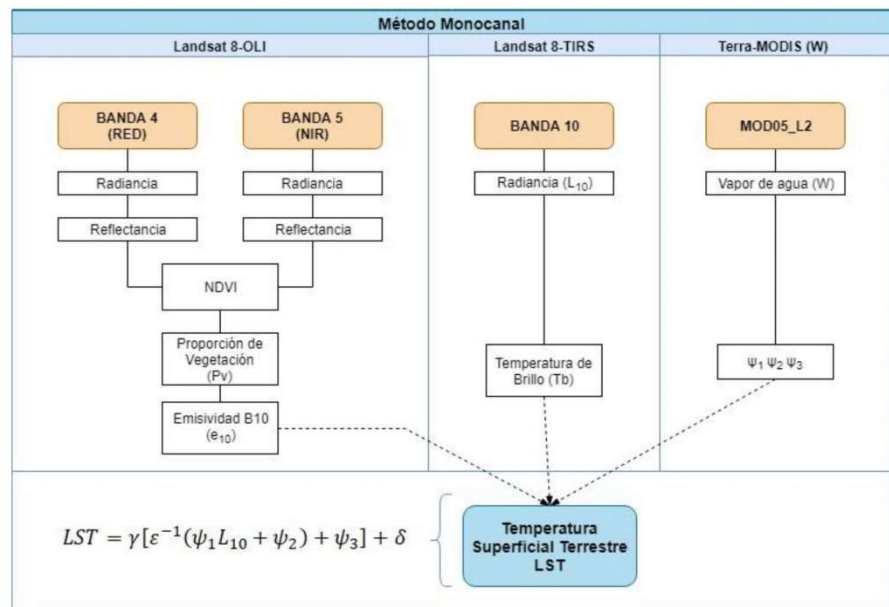 Método Monocanal
Landsat 8-OLI
Landsat 8-TIRS
Terra-MODIS (W)
BANDA 4
(RED)
BANDA 5
(NIR)
BANDA 10
MOD05_L2
Radiancia
Radiancia
Radiancia (L₁₀)
Vapor de agua (W)
Reflectancia
Reflectancia
NDVI
Proporción de
Vegetación
(Pv)
Temperatura de
Brillo (Tb)
Ψ₁ Ψ₂ Ψ₃
Emisividad B10
(e₁₀)
LST = γ[ε⁻¹(ψ₁L₁₀ + ψ₂) + ψ₃] + δ
Temperatura
Superficial Terrestre
LST